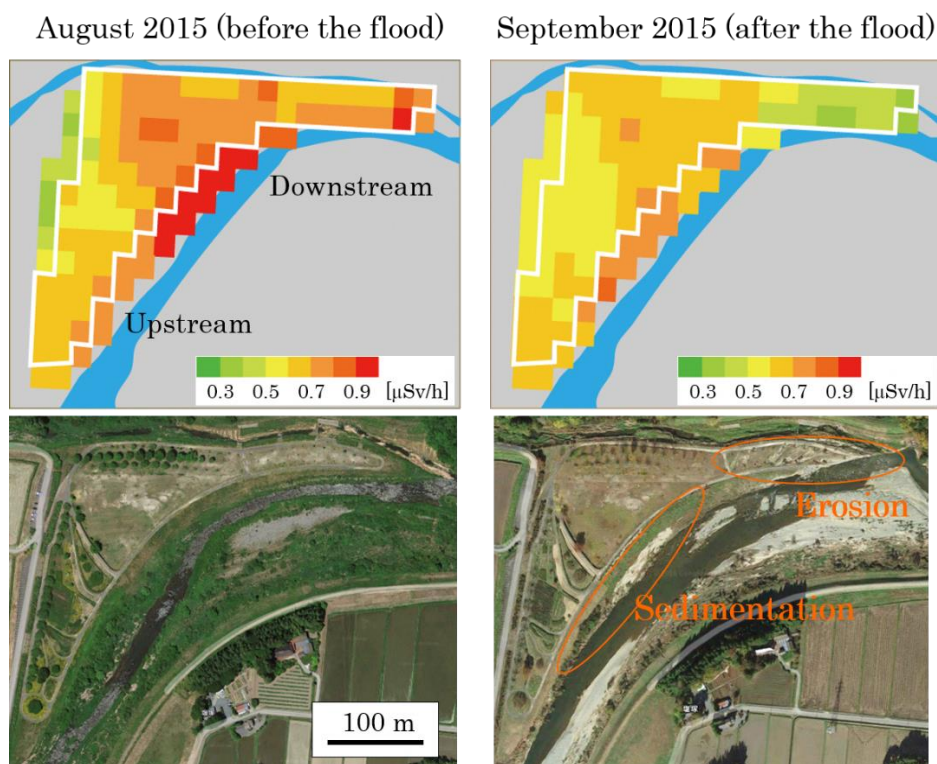 August 2015 (before the flood)
September 2015 (after the flood)
Downstream
Upstream
0.3 0.5 0.7 0.9 [μSv/h]
0.3 0.5 0.7 0.9 [μSv/h]
Erosion
Sedimentation
100 m